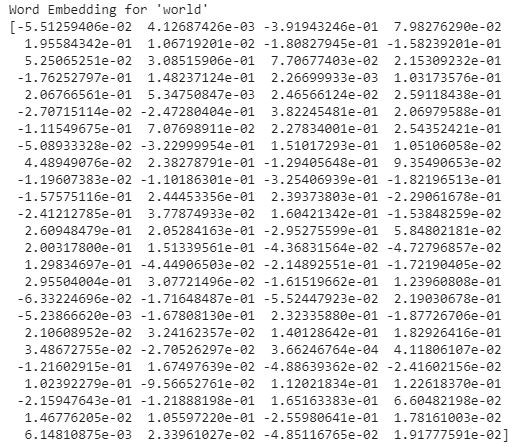 Word Embedding for 'world'
[-5.51259406e-02 4.12687426e-03 -3.91943246e-01 7.98276290e-02
1.95584342e-01 1.06719201e-02 -1.80827945e-01 -1.58239201e-01
5.25065251e-02 3.08515906e-01 7.70677403e-02 2.15309232e-01
-1.76252797e-01 1.48237124e-01 2.26699933e-03 1.03173576e-01
2.06766561e-01 5.34750847e-03 2.46566124e-02 2.59118438e-01
-2.70715114e-02 -2.47280404e-01 3.82245481e-01 2.06979588e-01
-1.11549675e-01 7.07698911e-02 2.27834001e-01 2.54352421e-01
-5.08933328e-02 -3.22999954e-01 1.51017293e-01 1.05106058e-02
4.48949076e-02 2.38278791e-01 -1.29405648e-01 9.35490653e-02
-1.19607383e-02 -1.10186301e-01 -3.25406939e-01 -1.82196513e-01
-1.57575116e-01 2.44453356e-01 2.39373803e-01 -2.29061678e-01
-2.41212785e-01 3.77874933e-02 1.60421342e-01 -1.53848259e-02
2.60948479e-01 2.05284163e-01 -2.95275599e-01 5.84802181e-02
2.00317800e-01 1.51339561e-01 -4.36831564e-02 -4.72796857e-02
1.29834697e-01 -4.44906503e-02 -2.14892551e-01 -1.72190405e-02
2.95504004e-01 3.07721496e-02 -1.61519662e-01 1.23960808e-01
-6.33224696e-02 -1.71648487e-01 -5.52447923e-02 2.19030678e-01
-5.23866620e-03 -1.67808130e-01 2.32335880e-01 -1.87726706e-01
2.10608952e-02 3.24162357e-02 1.40128642e-01 1.82926416e-01
3.48672755e-02 -2.70526297e-02 3.66246764e-04 4.11806107e-02
-1.21602915e-01 1.67497639e-02 -4.88639362e-02 -2.41602156e-02
1.02392279e-01 -9.56652761e-02 1.12021834e-01 1.22618370e-01
-2.15947643e-01 -1.21888198e-01 1.65163383e-01 6.60482198e-02
1.46776205e-02 1.05597220e-01 -2.55980641e-01 1.78161003e-02
6.14810875e-03 2.33961027e-02 -4.85116765e-02 1.91777591e-02]